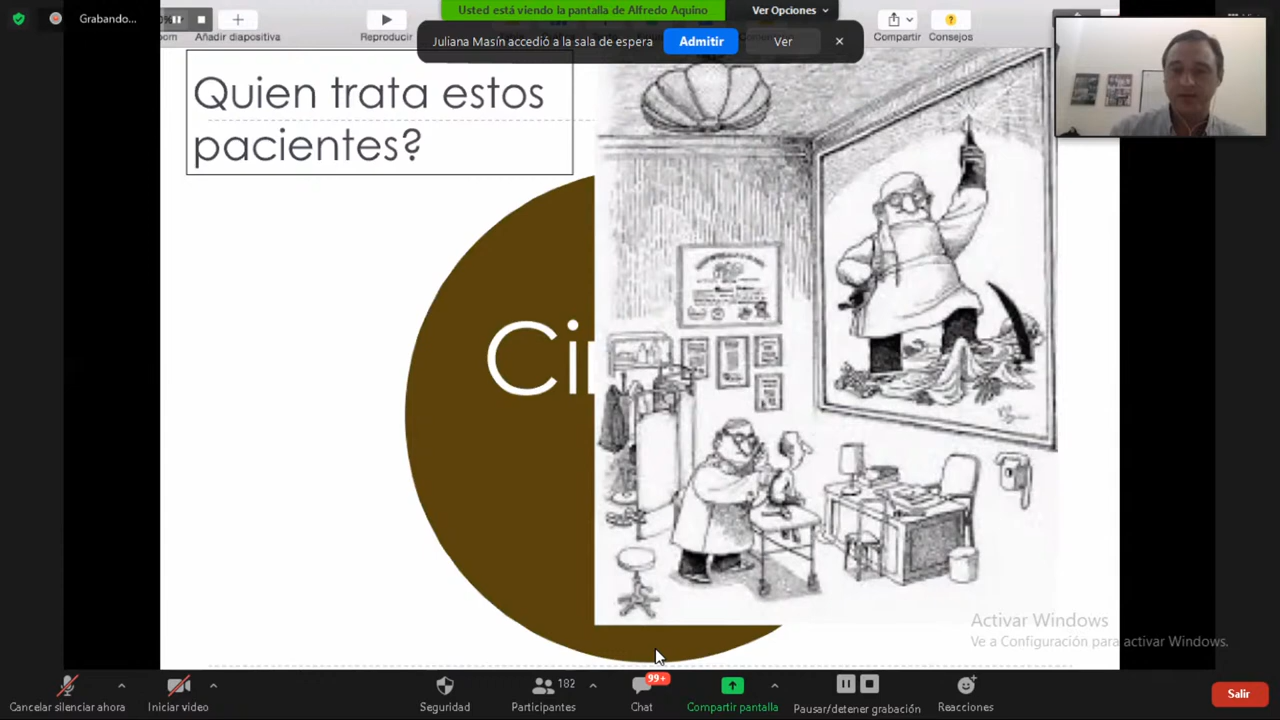 Grabando...
Usted está viendo la pantalla de Alfredo Aquino
Ver Opciones
Añadir diapositiva
Reproducir
Juliana Masín accedió a la sala de espera
Admitir
Ver
Compartir
Consejos
Quien trata estos
pacientes?
Activar Windows
Ve a Configuración para activar Windows.
Cancelar silenciar ahora
Iniciar video
Seguridad
182
Participantes
99+
Chat
Compartir pantalla
Pausar/detener grabación
Reacciones
Salir